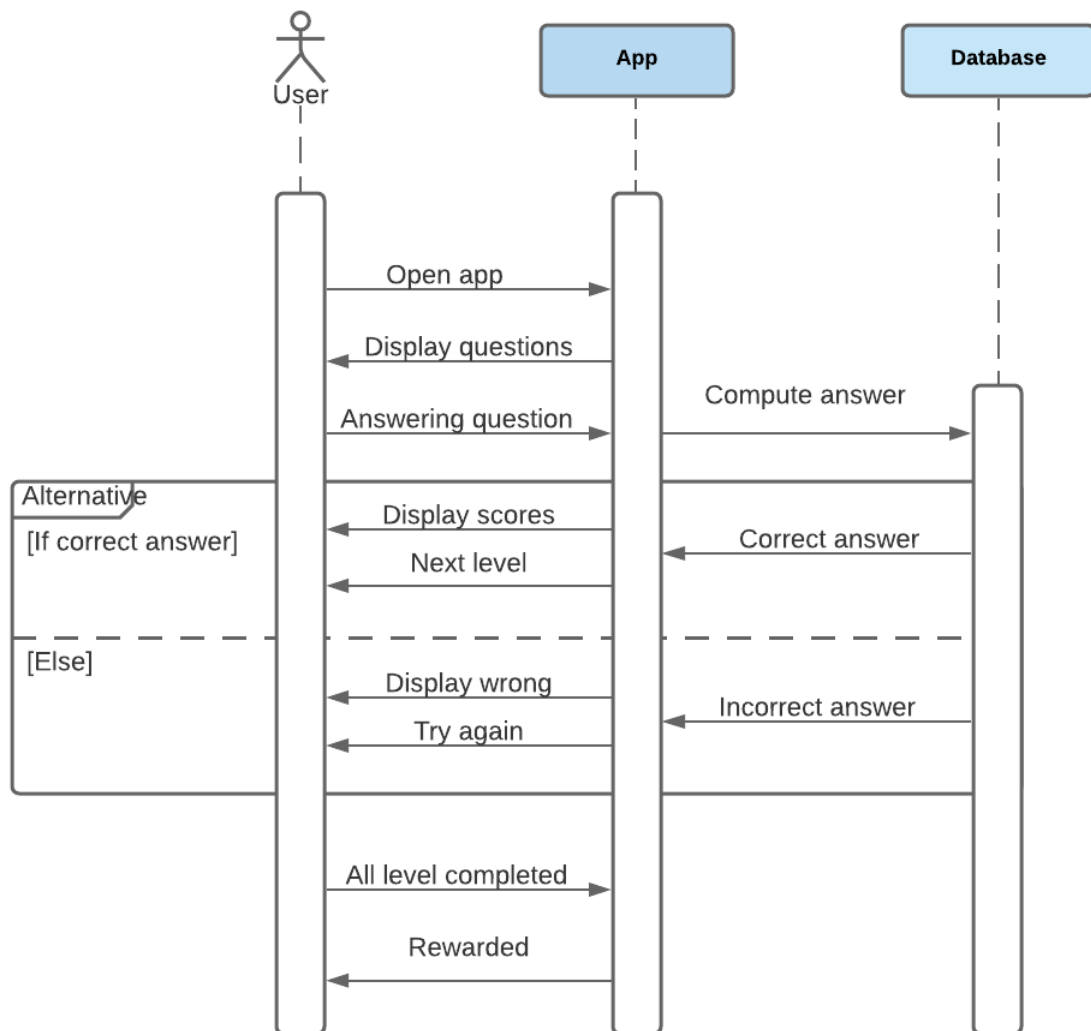 User
App
Database
Open app
Display questions
Compute answer
Answering question
Alternative
Display scores
[If correct answer]
Correct answer
Next level
[Else]
Display wrong
Incorrect answer
Try again
All level completed
Rewarded